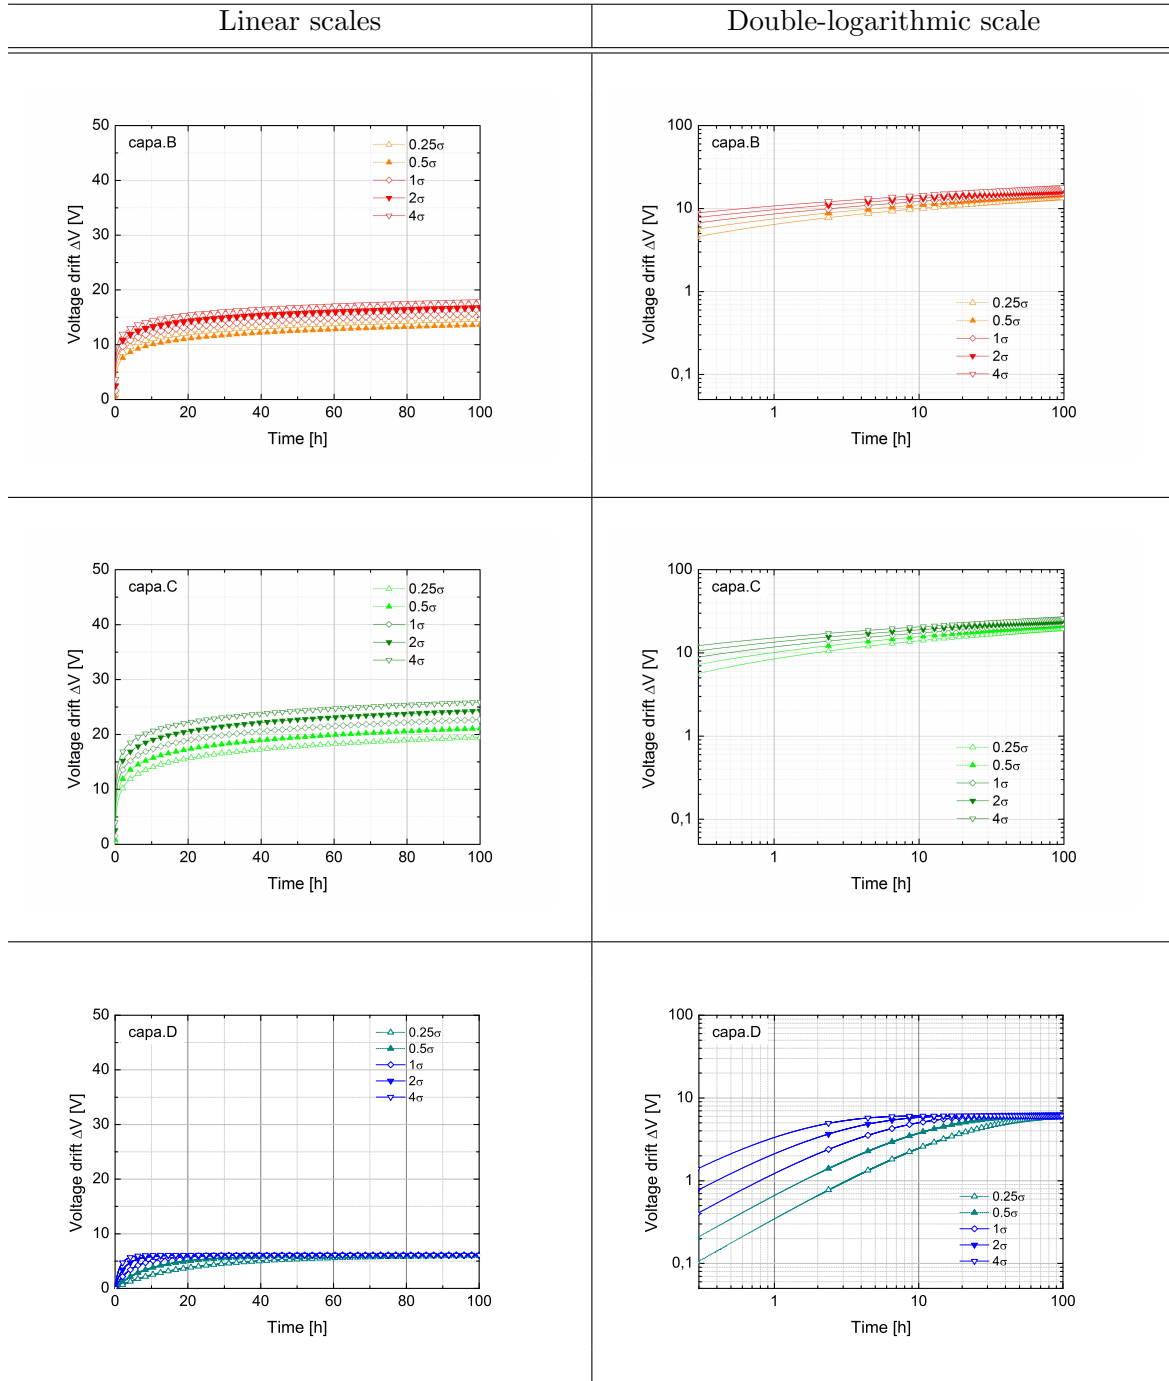 Linear scales
Double-logarithmic scale
capa.B
0.25σ
0.5σ
1σ
2σ
4σ
50
40
30
20
10
0
0 20 40 60 80 100
Voltage drift ΔV [V]
Time [h]
capa.B
100
10
1
0,1
0.25σ
0.5σ
1σ
2σ
4σ
1 10 100
Voltage drift ΔV [V]
Time [h]
capa.C
0.25σ
0.5σ
1σ
2σ
4σ
50
40
30
20
10
0
0 20 40 60 80 100
Voltage drift ΔV [V]
Time [h]
capa.C
100
10
1
0,1
0.25σ
0.5σ
1σ
2σ
4σ
1 10 100
Voltage drift ΔV [V]
Time [h]
capa.D
0.25σ
0.5σ
1σ
2σ
4σ
50
40
30
20
10
0
0 20 40 60 80 100
Voltage drift ΔV [V]
Time [h]
capa.D
100
10
1
0,1
0.25σ
0.5σ
1σ
2σ
4σ
1 10 100
Voltage drift ΔV [V]
Time [h]